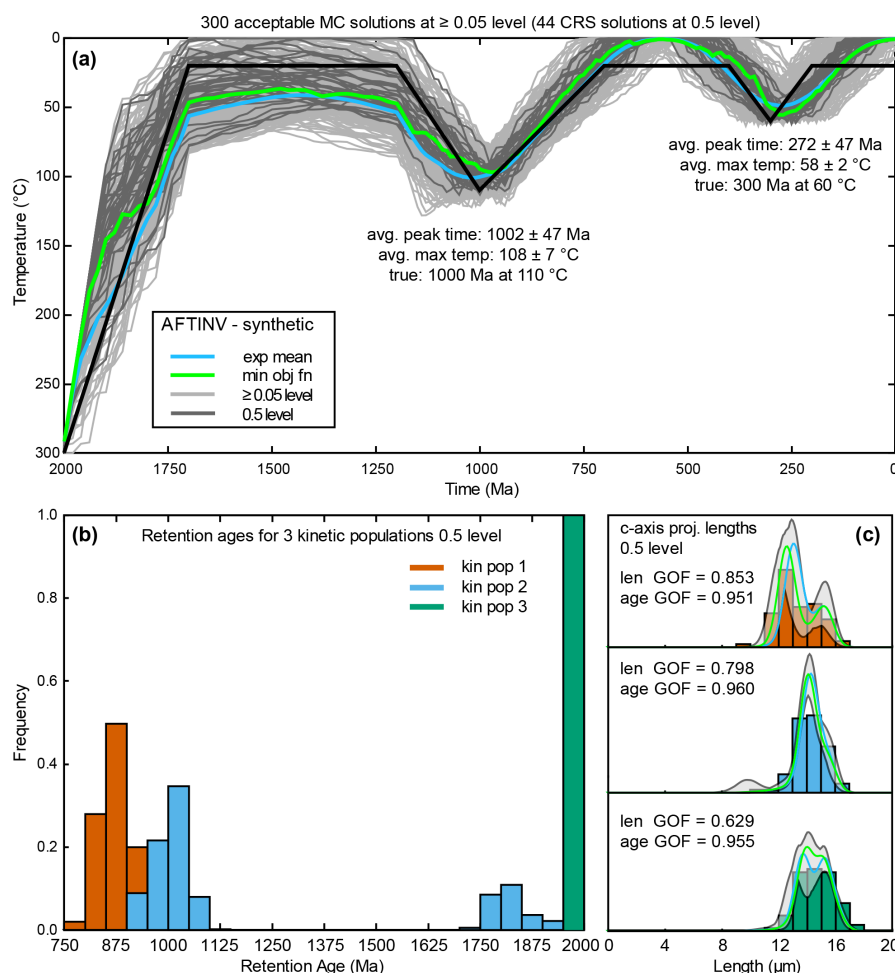 300 acceptable MC solutions at ≥ 0.05 level (44 CRS solutions at 0.5 level)
(a)
0
50
100
150
200
250
300
Temperature (°C)
avg. peak time: 272 ± 47 Ma
avg. max temp: 58 ± 2 °C
true: 300 Ma at 60 °C
avg. peak time: 1002 ± 47 Ma
avg. max temp: 108 ± 7 °C
true: 1000 Ma at 110 °C
AFTINV - synthetic
exp mean
min obj fn
≥ 0.05 level
0.5 level
2000 1750 1500 1250 1000 750 500 250 0
Time (Ma)
(b)
Retention ages for 3 kinetic populations 0.5 level
kin pop 1
kin pop 2
kin pop 3
1.0
0.8
0.6
0.4
0.2
0.0
Frequency
750 875 1000 1125 1250 1375 1500 1625 1750 1875 2000
Retention Age (Ma)
c-axis proj. lengths
(c)
0.5 level
len GOF = 0.853
age GOF = 0.951
len GOF = 0.798
age GOF = 0.960
len GOF = 0.629
age GOF = 0.955
0 4 8 12 16 20
Length (µm)